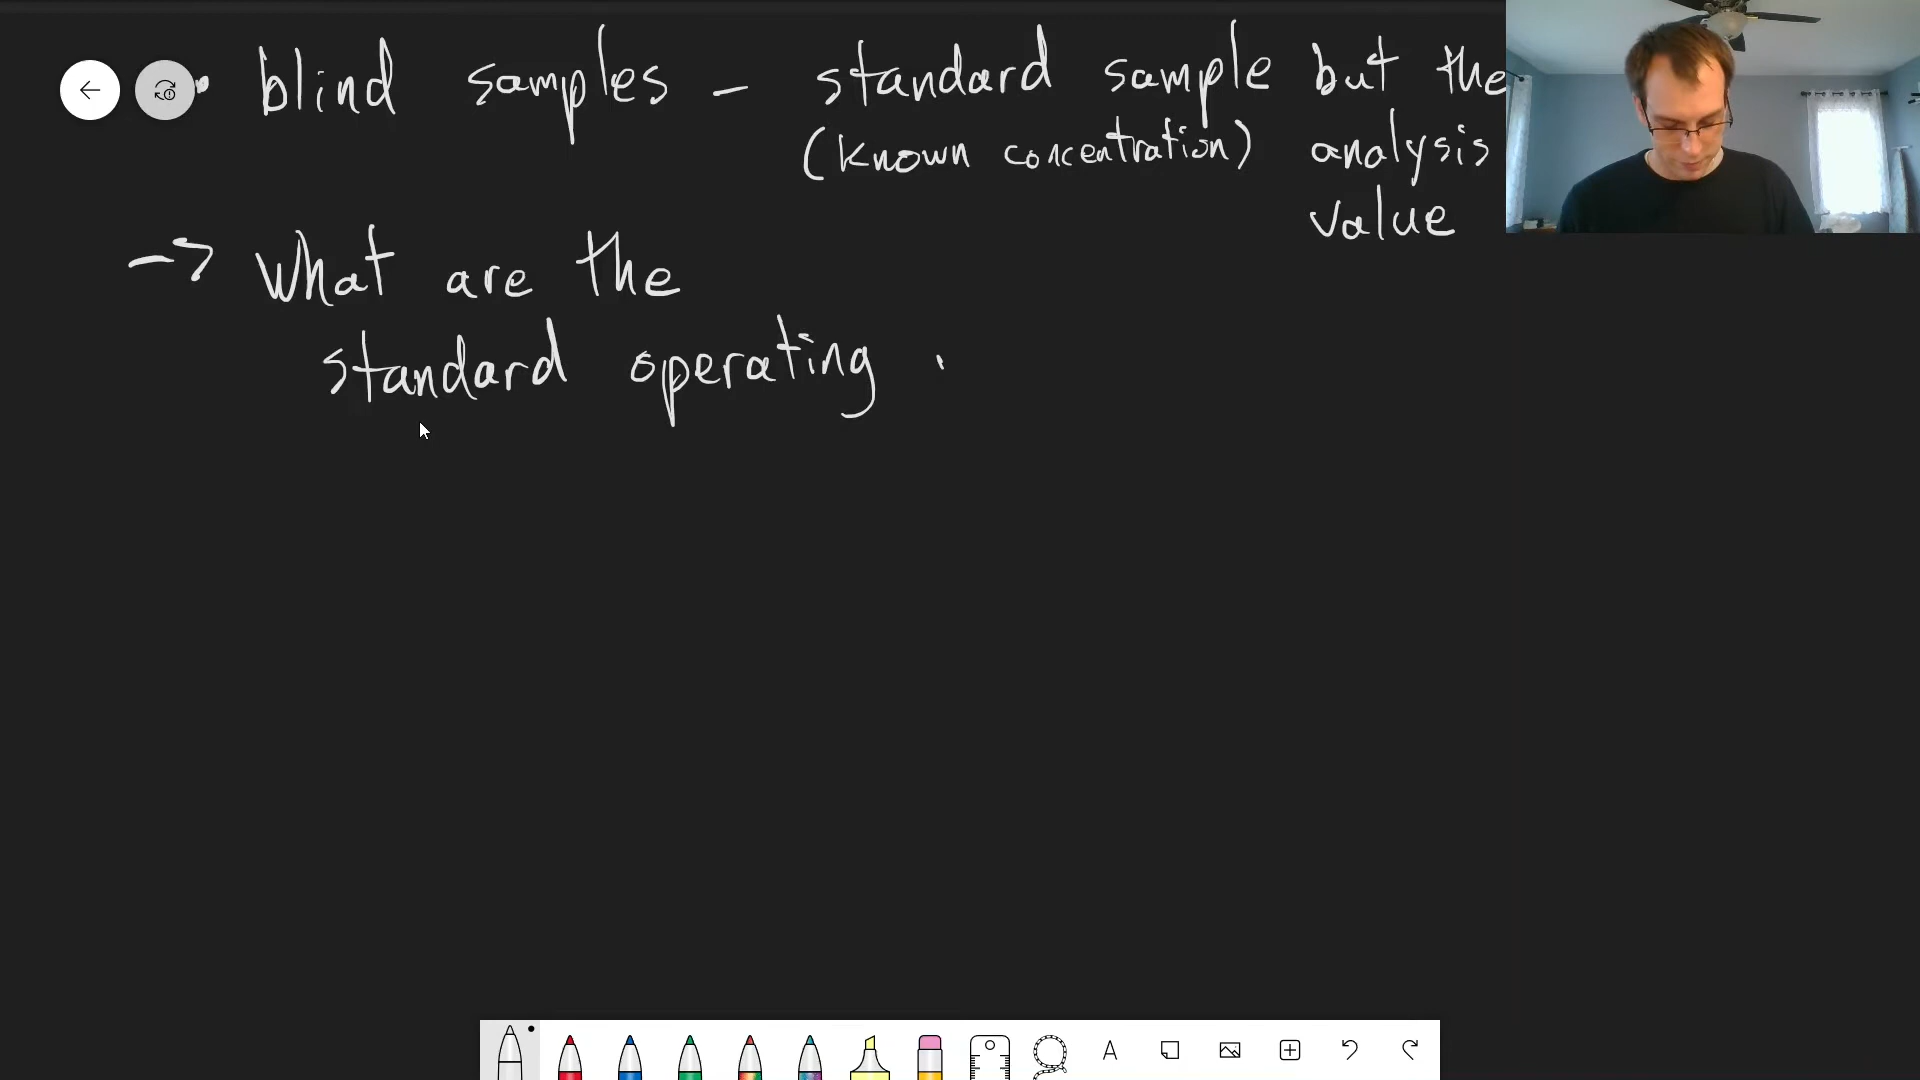 • blind samples – standard sample but the
(known concentration) analysis
value
-> What are the
standard operating
A